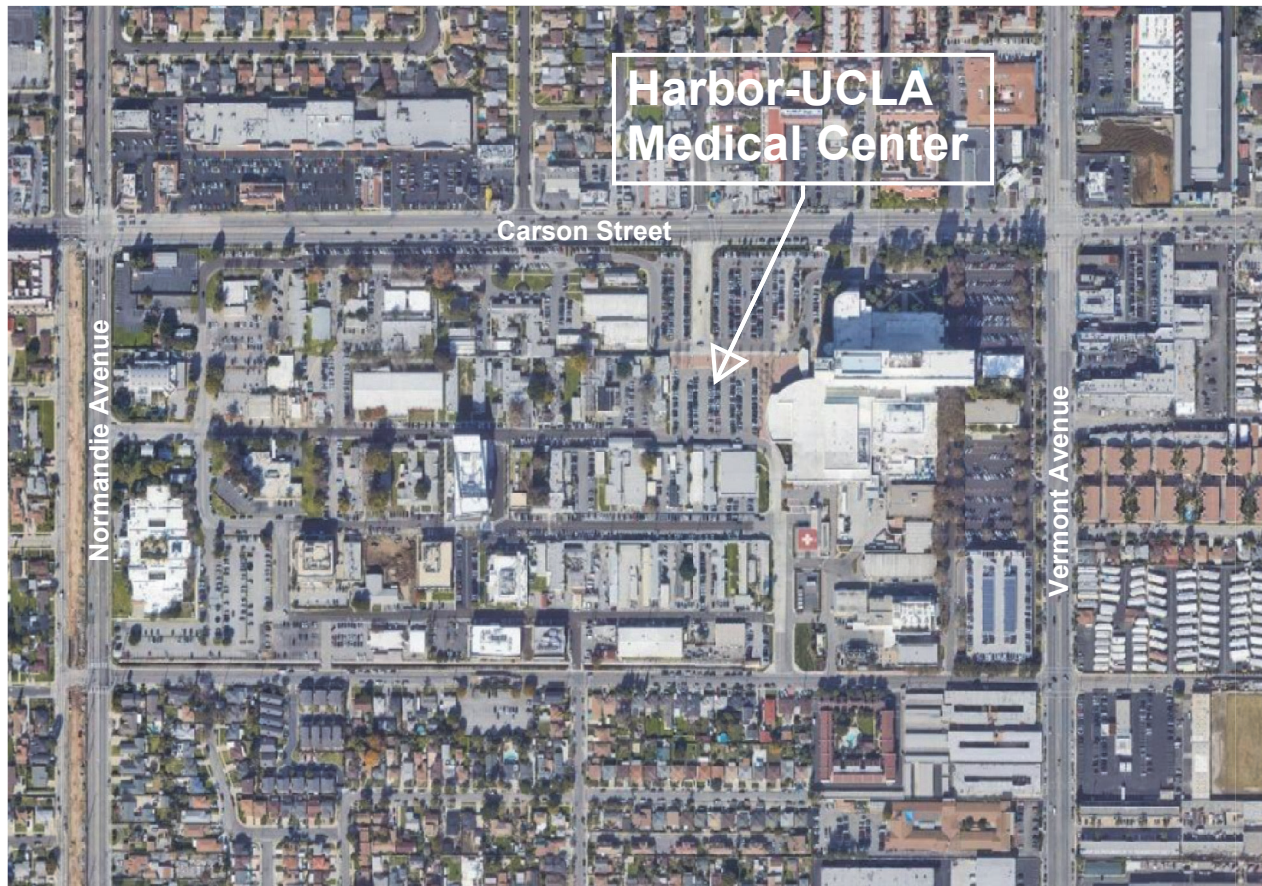 Harbor-UCLA
Medical Center
Carson Street
Normandie Avenue
Vermont Avenue